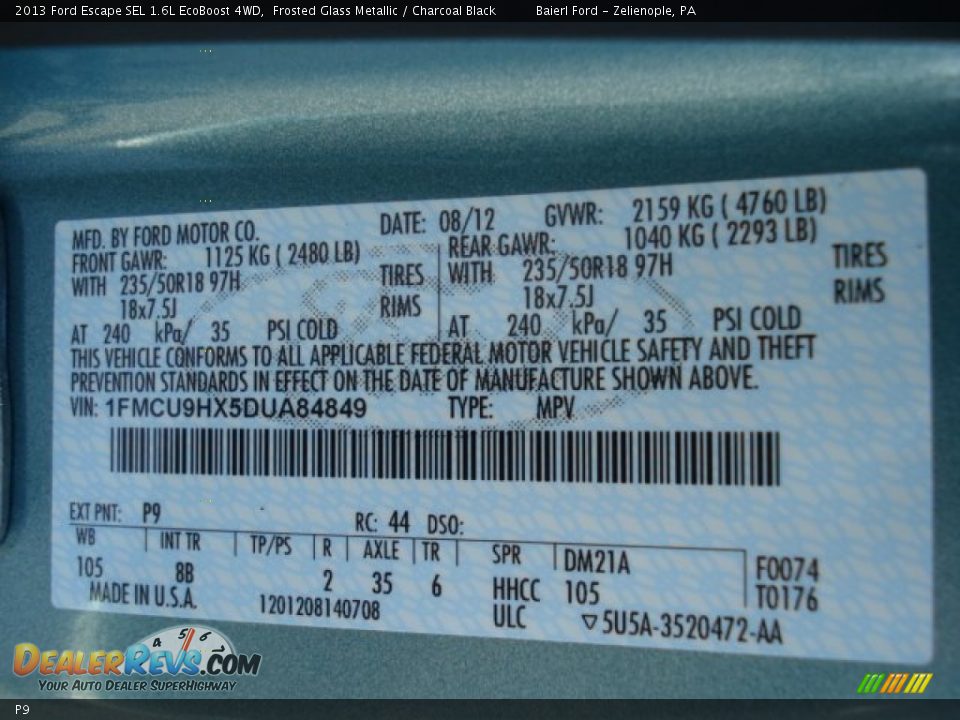 2013 Ford Escape SEL 1.6L EcoBoost 4WD, Frosted Glass Metallic / Charcoal Black Baierl Ford - Zelienople, PA
MFD. BY FORD MOTOR CO. DATE: 08/12 GVWR: 2159 KG ( 4760 LB)
FRONT GAWR: 1125 KG ( 2480 LB) REAR GAWR: 1040 KG ( 2293 LB)
WITH 235/50R18 97H TIRES WITH 235/50R18 97H TIRES
18x7.5J RIMS 18x7.5J RIMS
AT 240 kPa/ 35 PSI COLD AT 240 kPa/ 35 PSI COLD
THIS VEHICLE CONFORMS TO ALL APPLICABLE FEDERAL MOTOR VEHICLE SAFETY AND THEFT
PREVENTION STANDARDS IN EFFECT ON THE DATE OF MANUFACTURE SHOWN ABOVE.
VIN: 1FMCU9HX5DUA84849 TYPE: MPV
EXT PNT: P9 RC: 44 DSO:
WB INT TR TP/PS R AXLE TR SPR DM21A F0074
105 8B 2 35 6 HHCC 105 T0176
MADE IN U.S.A. 1201208140708 ULC ▽5U5A-3520472-AA
4 5 6
DEALERREVS.COM
YOUR AUTO DEALER SUPERHIGHWAY
P9